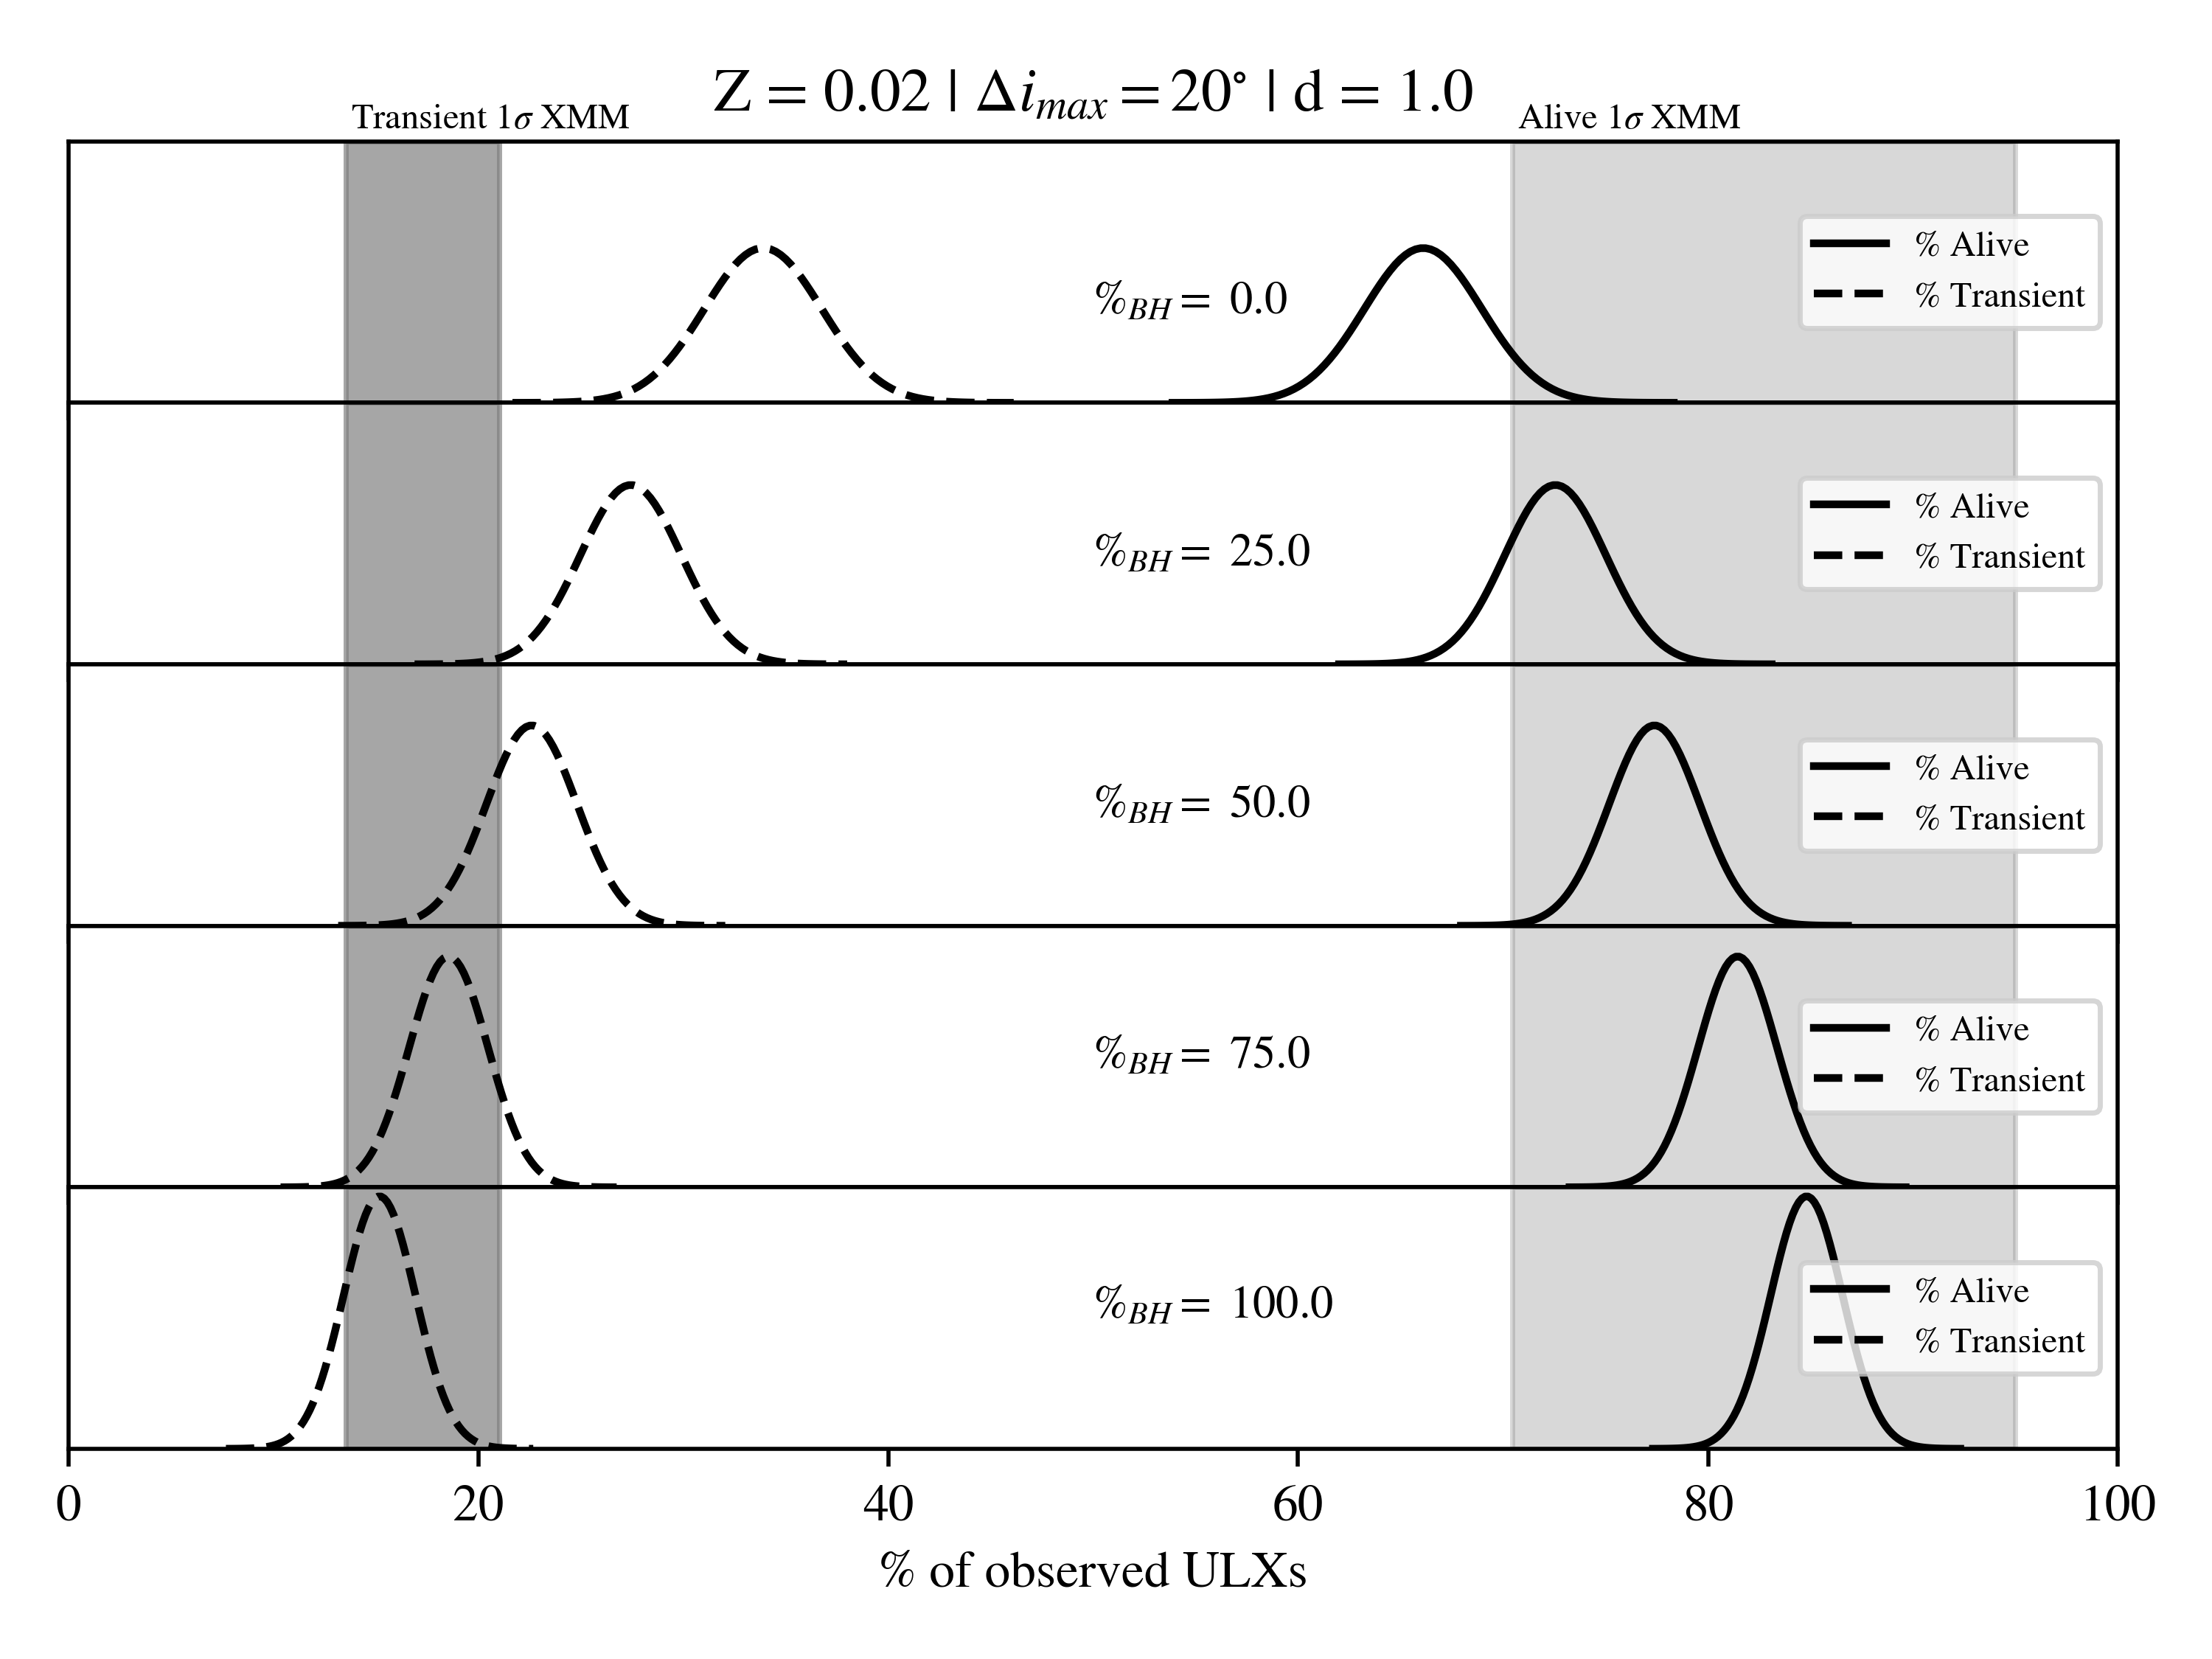 Z = 0.02 | Δi_max = 20° | d = 1.0
Transient 1σ XMM
Alive 1σ XMM
%_BH = 0.0
% Alive
% Transient
%_BH = 25.0
% Alive
% Transient
%_BH = 50.0
% Alive
% Transient
%_BH = 75.0
% Alive
% Transient
%_BH = 100.0
% Alive
% Transient
0 20 40 60 80 100
% of observed ULXs